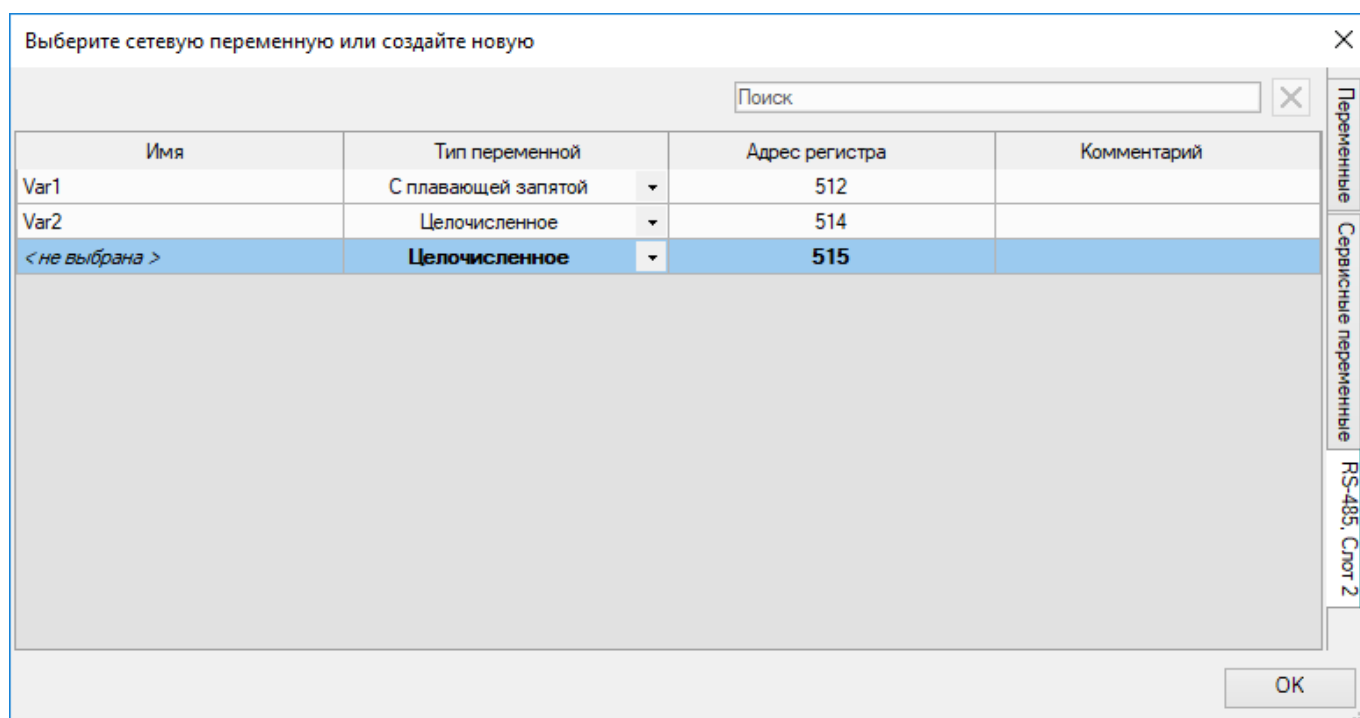 Выберите сетевую переменную или создайте новую
Поиск
Имя Тип переменной Адрес регистра Комментарий
Var1 С плавающей запятой 512
Var2 Целочисленное 514
< не выбрана > Целочисленное 515
Переменные
Сервисные переменные
RS-485, Слот 2
OK